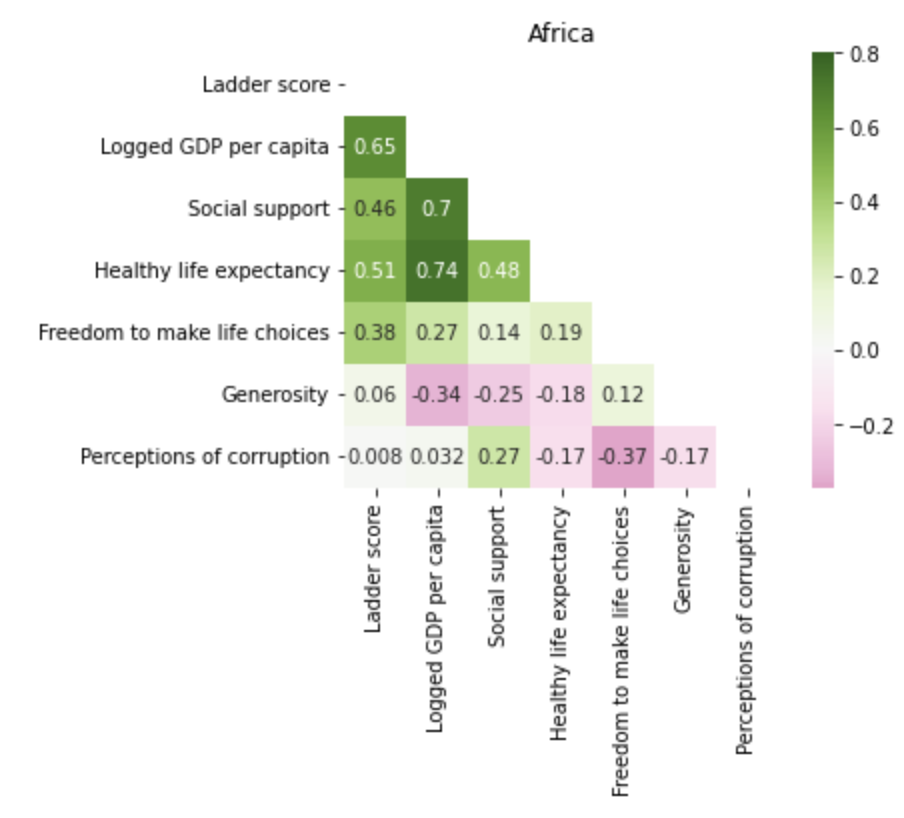 Africa
0.8
Ladder score
Logged GDP per capita 0.65
0.6
Social support 0.46 0.7
0.4
Healthy life expectancy 0.51 0.74 0.48
0.2
Freedom to make life choices 0.38 0.27 0.14 0.19
0.0
Generosity 0.06 -0.34 -0.25 -0.18 0.12
−0.2
Perceptions of corruption 0.008 0.032 0.27 -0.17 -0.37 -0.17
Ladder score
Logged GDP per capita
Social support
Healthy life expectancy
Freedom to make life choices
Generosity
Perceptions of corruption